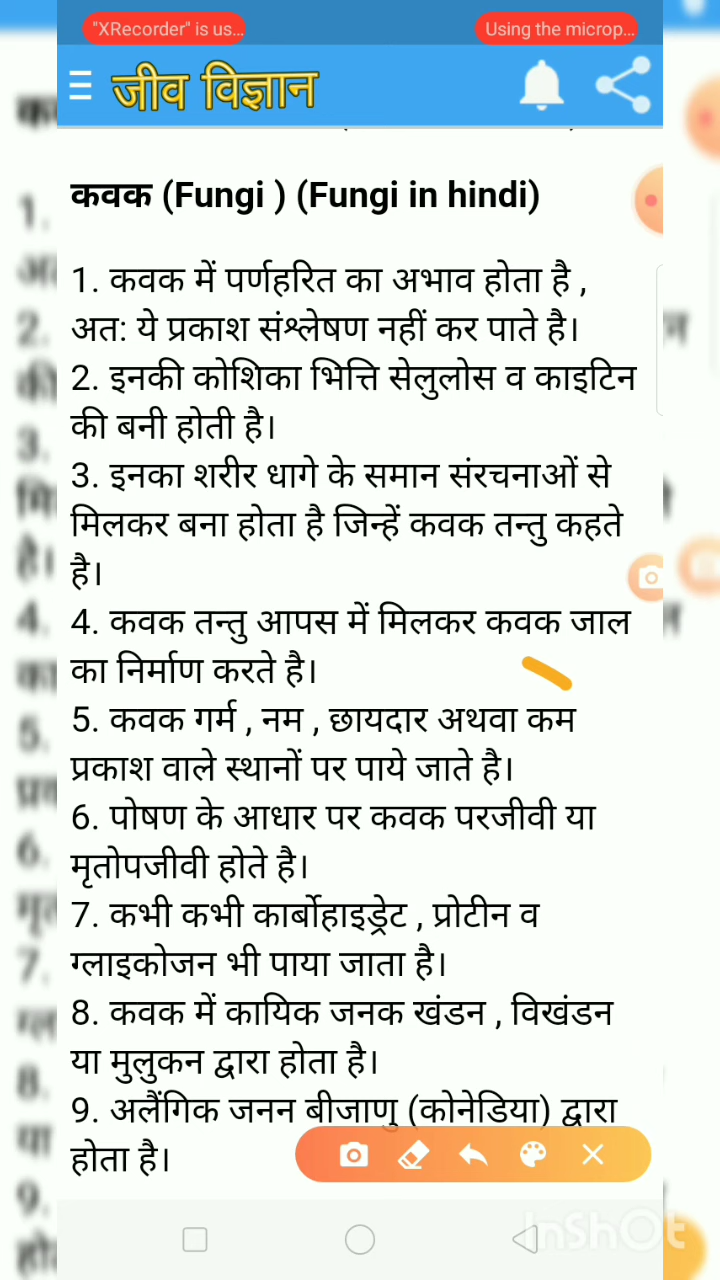 "XRecorder" is us...
Using the microp...
जीव विज्ञान
कवक (Fungi ) (Fungi in hindi)
1. कवक में पर्णहरित का अभाव होता है ,
अत: ये प्रकाश संश्लेषण नहीं कर पाते है।
2. इनकी कोशिका भित्ति सेलुलोस व काइटिन
की बनी होती है।
3. इनका शरीर धागे के समान संरचनाओं से
मिलकर बना होता है जिन्हें कवक तन्तु कहते
है।
4. कवक तन्तु आपस में मिलकर कवक जाल
का निर्माण करते है।
5. कवक गर्म , नम , छायदार अथवा कम
प्रकाश वाले स्थानों पर पाये जाते है।
6. पोषण के आधार पर कवक परजीवी या
मृतोपजीवी होते है।
7. कभी कभी कार्बोहाइड्रेट , प्रोटीन व
ग्लाइकोजन भी पाया जाता है।
8. कवक में कायिक जनक खंडन , विखंडन
या मुलुकन द्वारा होता है।
9. अलैंगिक जनन बीजाणु (कोनेडिया) द्वारा
होता है।
InShOt